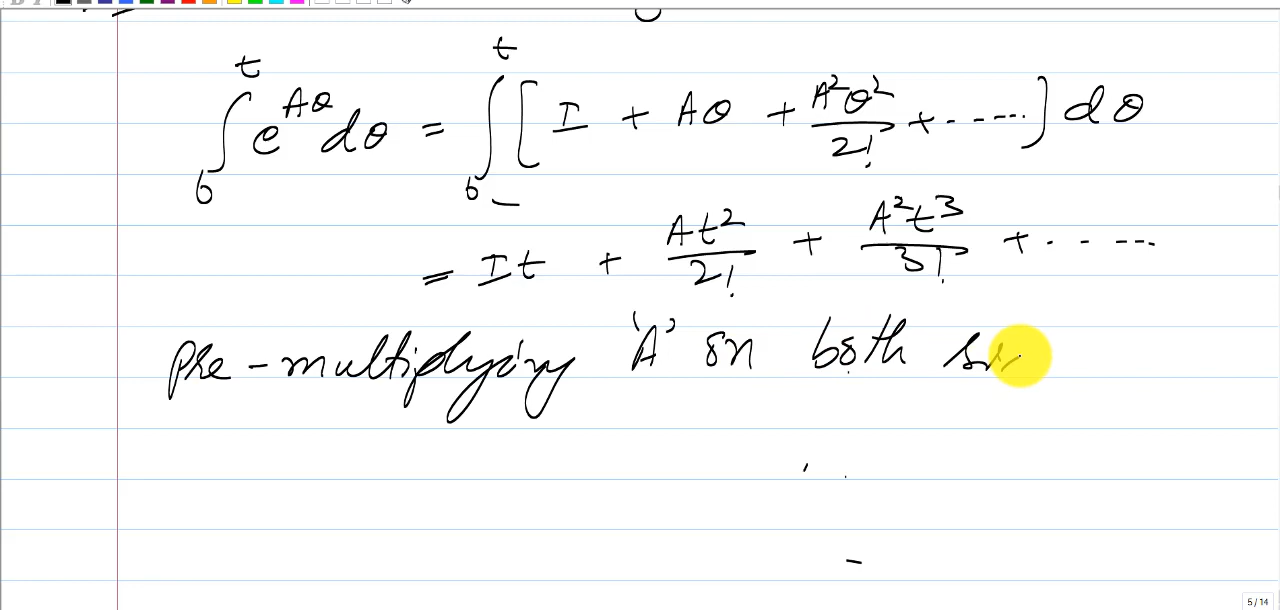 ∫₀ᵗ e^{Aθ} dθ = ∫₀ᵗ [ I + Aθ + A²θ²/2! + ..... ] dθ
= It + At²/2! + A²t³/3! + .....
Pre-multiplying 'A' on both
5 / 14